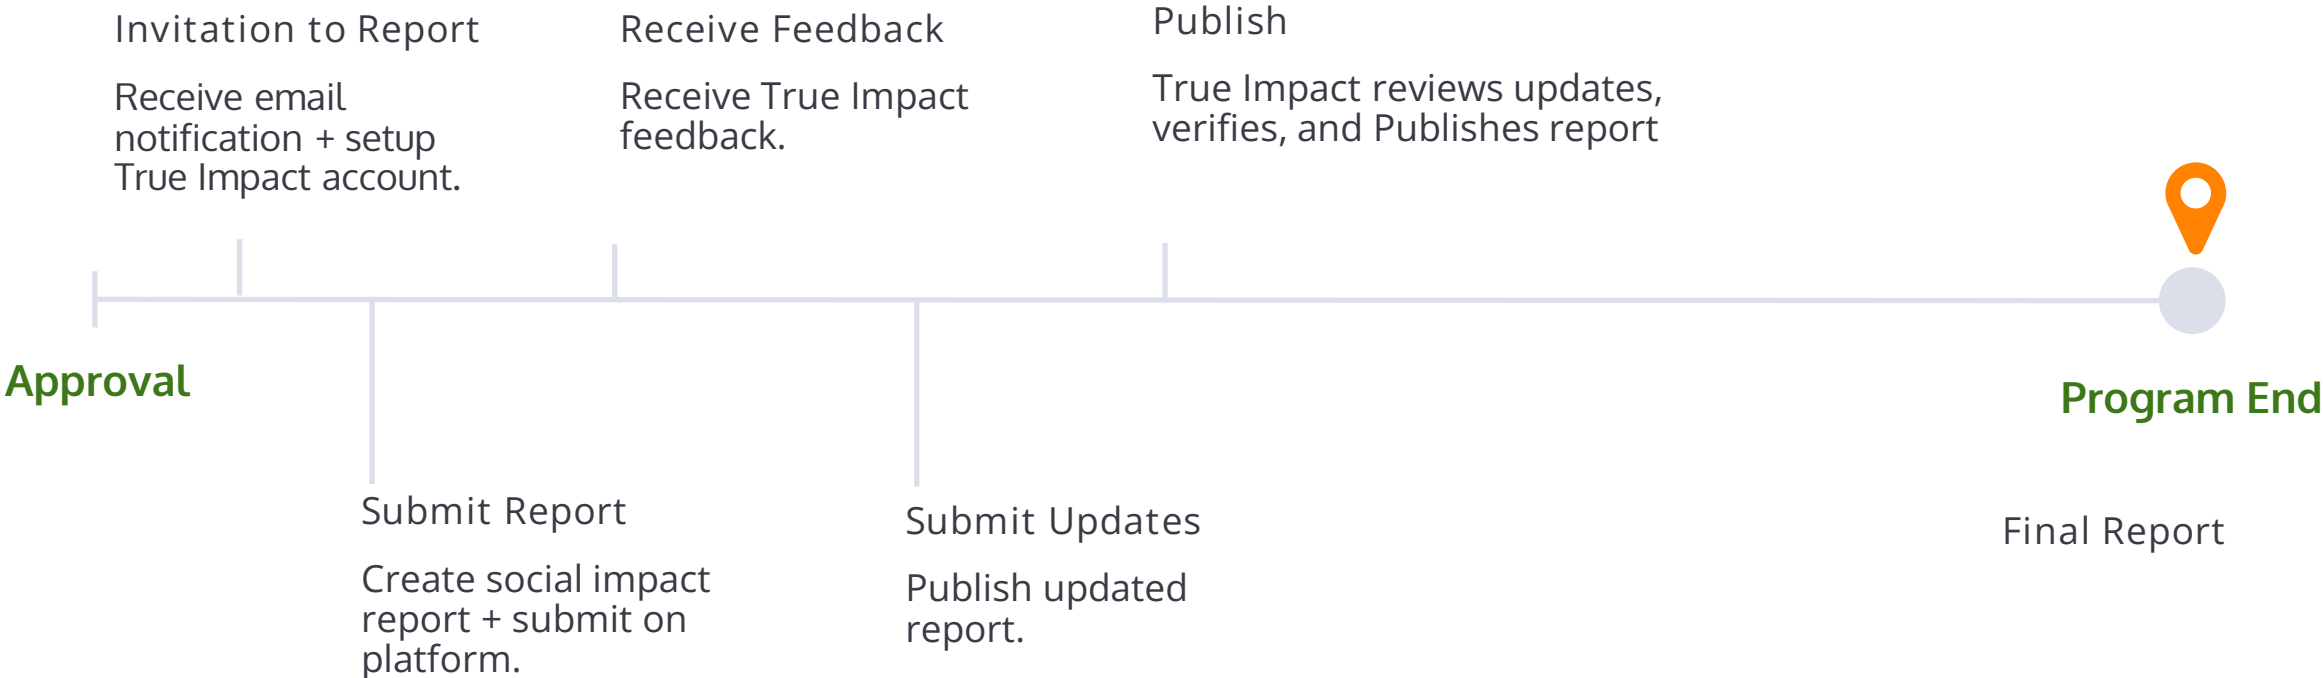 Invitation to Report
Receive email
notification + setup
True Impact account.
Receive Feedback
Receive True Impact
feedback.
Publish
True Impact reviews updates,
verifies, and Publishes report
Approval
Program End
Submit Report
Create social impact
report + submit on
platform.
Submit Updates
Publish updated
report.
Final Report